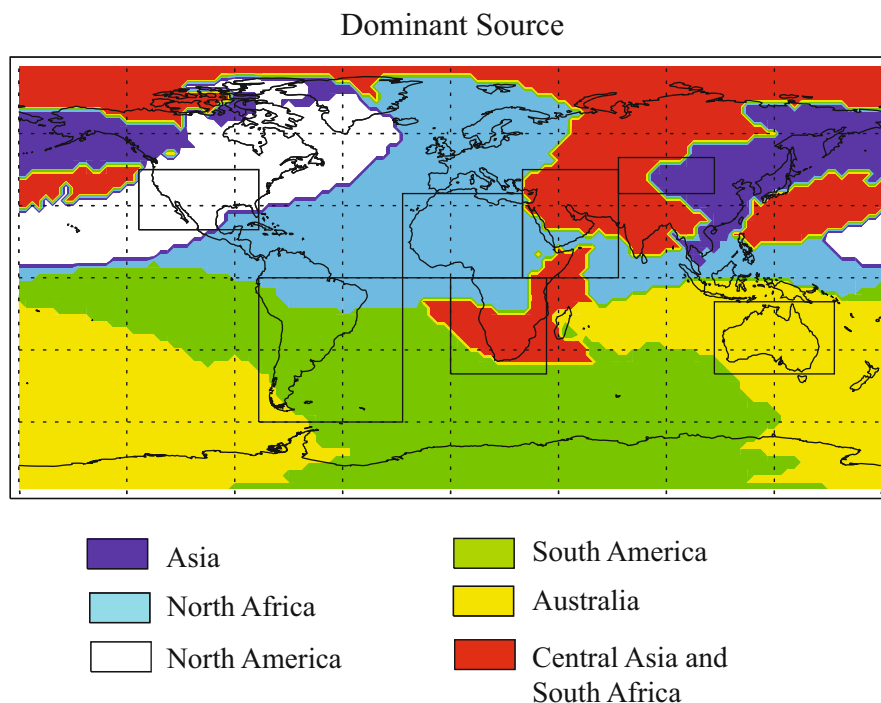 Dominant Source
Asia
North Africa
North America
South America
Australia
Central Asia and
South Africa